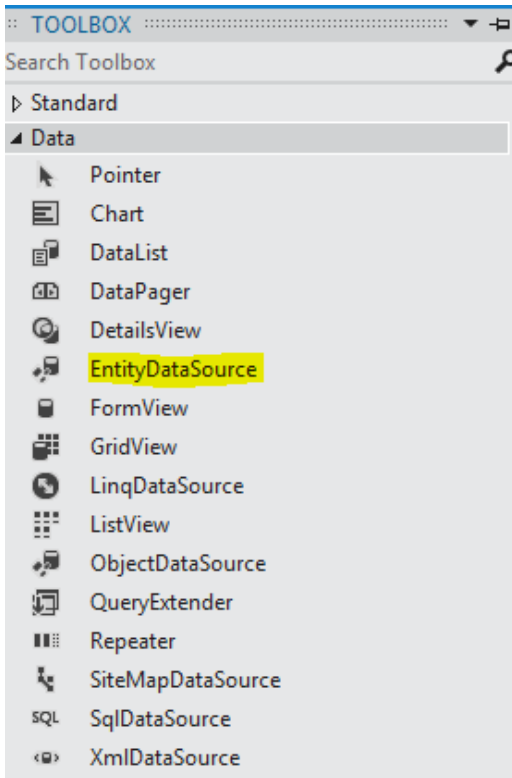 TOOLBOX
Search Toolbox
Standard
Data
Pointer
Chart
DataList
DataPager
DetailsView
EntityDataSource
FormView
GridView
LinqDataSource
ListView
ObjectDataSource
QueryExtender
Repeater
SiteMapDataSource
SQL SqlDataSource
XmlDataSource